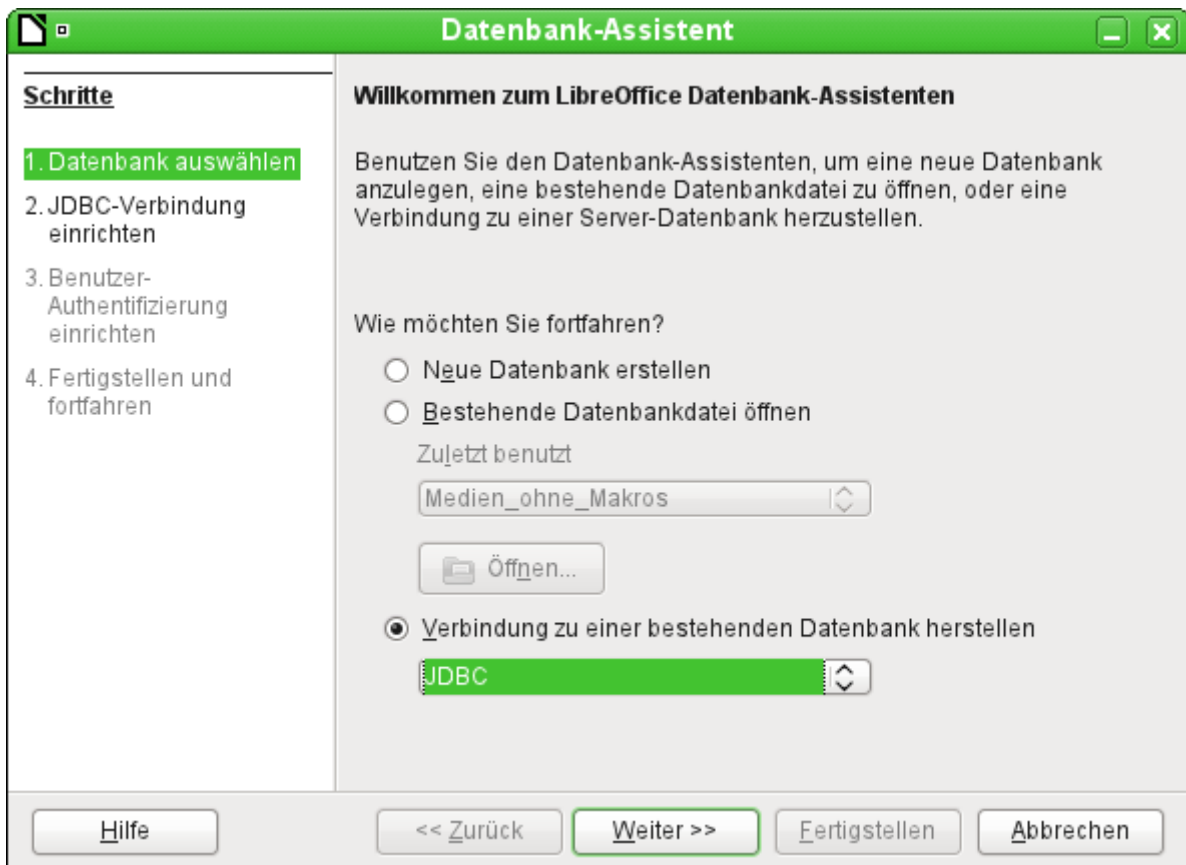 Datenbank-Assistent
Schritte
1. Datenbank auswählen
2. JDBC-Verbindung
einrichten
3. Benutzer-
Authentifizierung
einrichten
4. Fertigstellen und
fortfahren
Willkommen zum LibreOffice Datenbank-Assistenten
Benutzen Sie den Datenbank-Assistenten, um eine neue Datenbank
anzulegen, eine bestehende Datenbankdatei zu öffnen, oder eine
Verbindung zu einer Server-Datenbank herzustellen.
Wie möchten Sie fortfahren?
Neue Datenbank erstellen
Bestehende Datenbankdatei öffnen
Zuletzt benutzt
Medien_ohne_Makros
Öffnen...
Verbindung zu einer bestehenden Datenbank herstellen
JDBC
Hilfe
<< Zurück
Weiter >>
Fertigstellen
Abbrechen